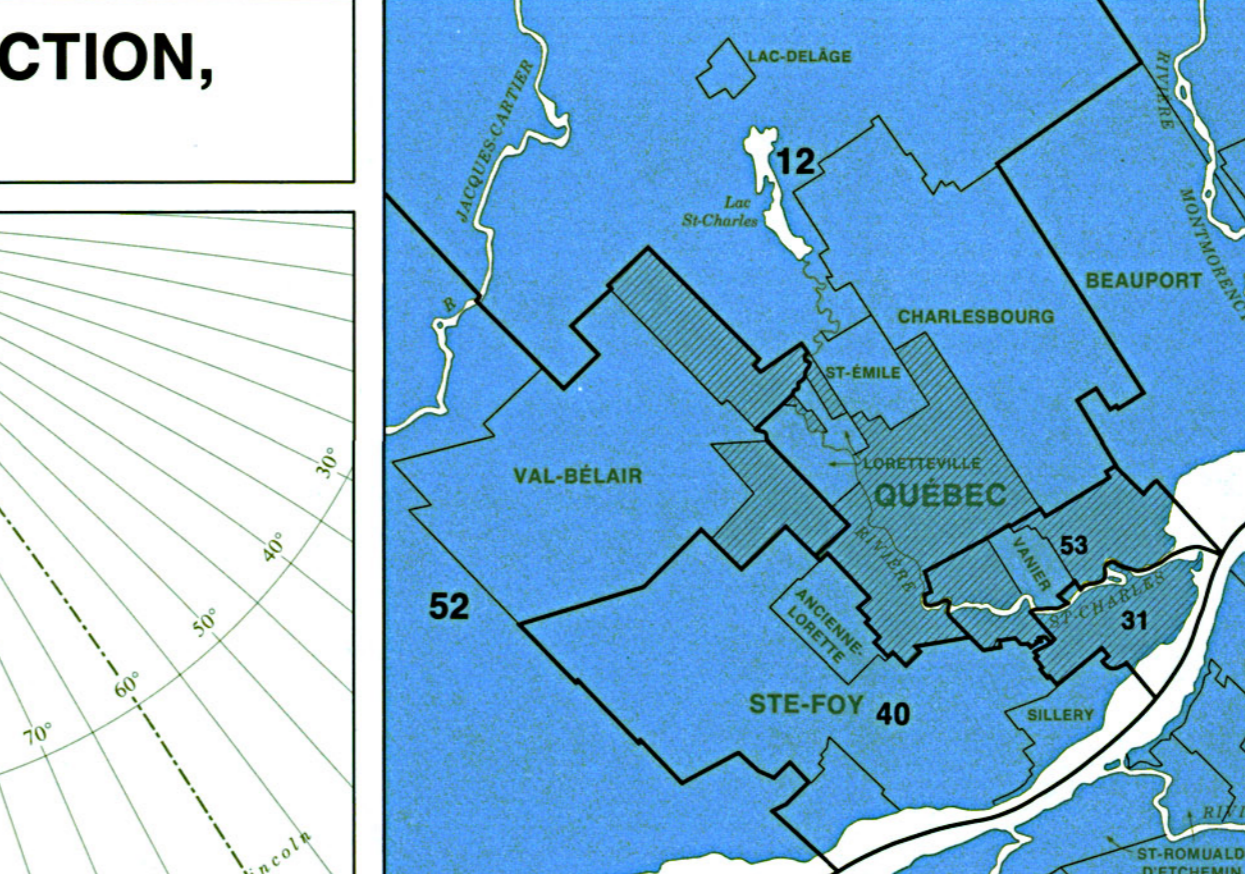 CTION,
30°
40°
50°
60°
70°
incoln
LAC-DELÂGE
JACQUES-CARTIER
R
12
Lac
St-Charles
RIVIÈRE
MONTMORENCY
BEAUPORT
CHARLESBOURG
ST-ÉMILE
VAL-BÉLAIR
LORETTEVILLE
QUÉBEC
RIVIÈRE
ST-CHARLES
VANIER
53
31
52
ANCIENNE-
LORETTE
STE-FOY
40
SILLERY
RIVI
ST-ROMUALD
D'ETCHEMIN